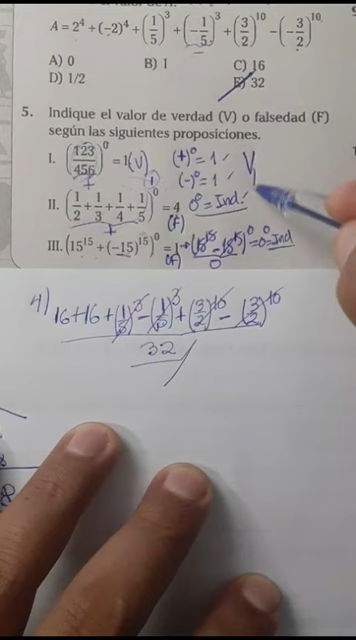 A = 2⁴ + (-2)⁴ + (1/5)³ + (-1/5)³ + (3/2)¹⁰ - (-3/2)¹⁰.
A) 0 B) 1 C) 16
D) 1/2 E) 32
5. Indique el valor de verdad (V) o falsedad (F)
según las siguientes proposiciones.
I. (123/456)⁰ = 1 (V) (+)⁰ = 1 V
+ (-)⁰ = 1
II. (1/2 + 1/3 + 1/4 + 1/5)⁰ = 4 (F) 0⁰ = Ind.
+
III. (15¹⁵ + (-15)¹⁵)⁰ = 1 → (15¹⁵ - 15¹⁵)⁰ = 0⁰ = Ind
(F) 0
4) 16 + 16 + (1/5)³ - (1/5)³ + (3/2)¹⁰ - (3/2)¹⁰
32